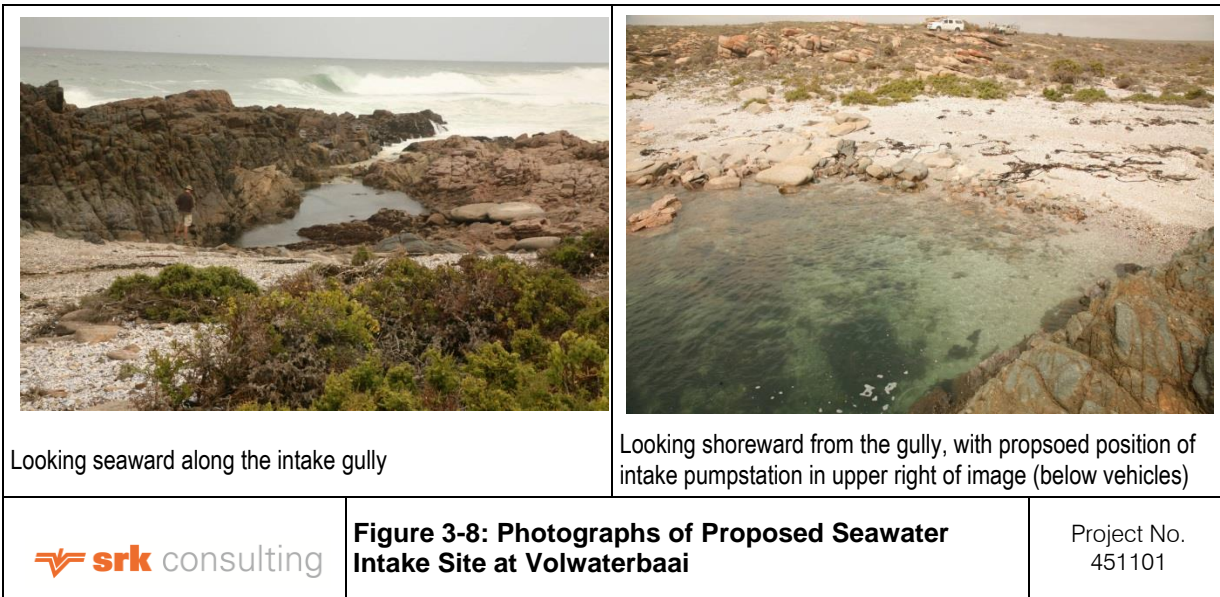 Looking seaward along the intake gully
Looking shoreward from the gully, with propsoed position of
intake pumpstation in upper right of image (below vehicles)
srk consulting
Figure 3-8: Photographs of Proposed Seawater
Intake Site at Volwaterbaai
Project No.
451101